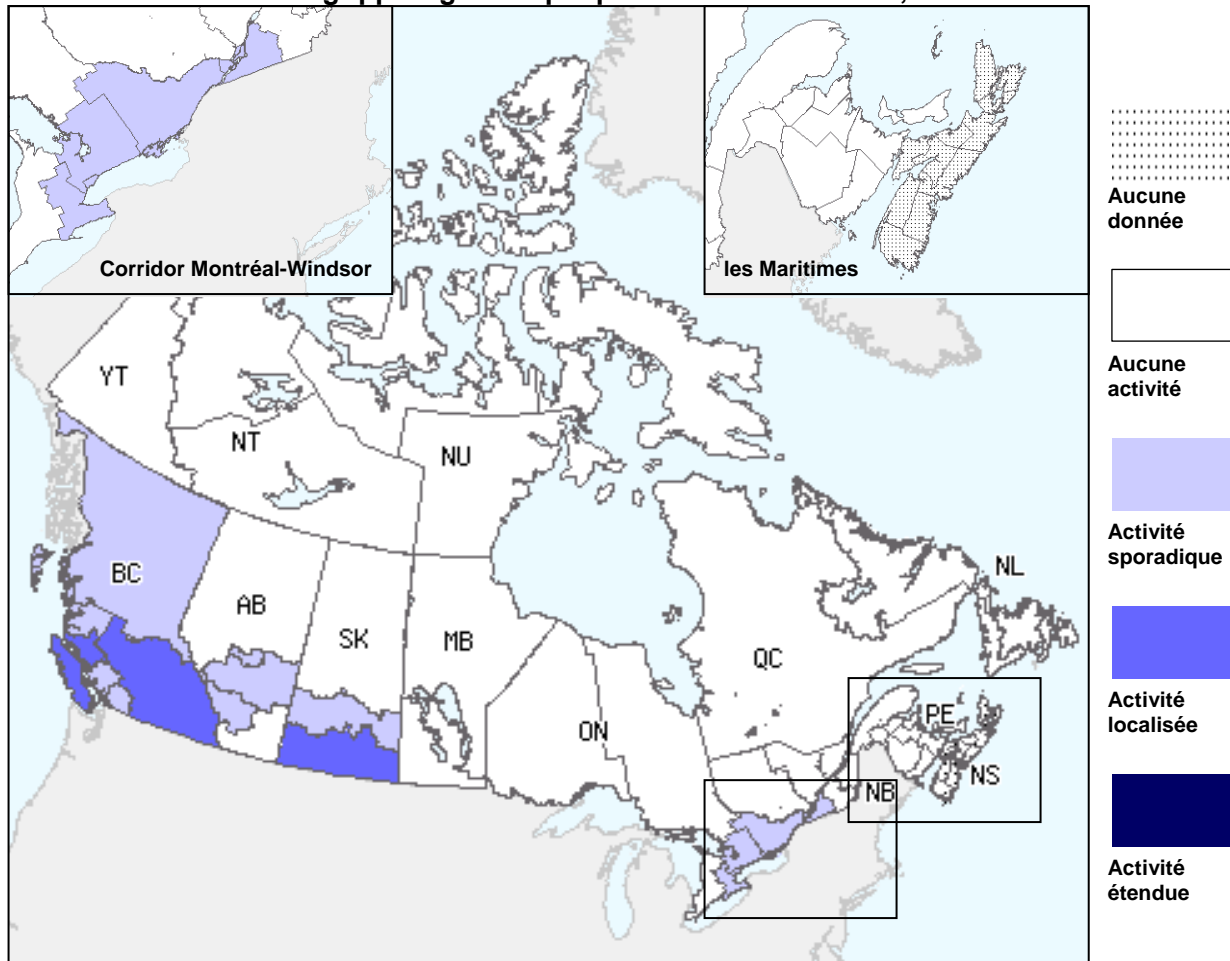 Corridor Montréal-Windsor
les Maritimes
YT
NT
NU
BC
AB
SK
MB
ON
QC
NL
PE
NS
NB
Aucune
donnée
Aucune
activité
Activité
sporadique
Activité
localisée
Activité
étendue